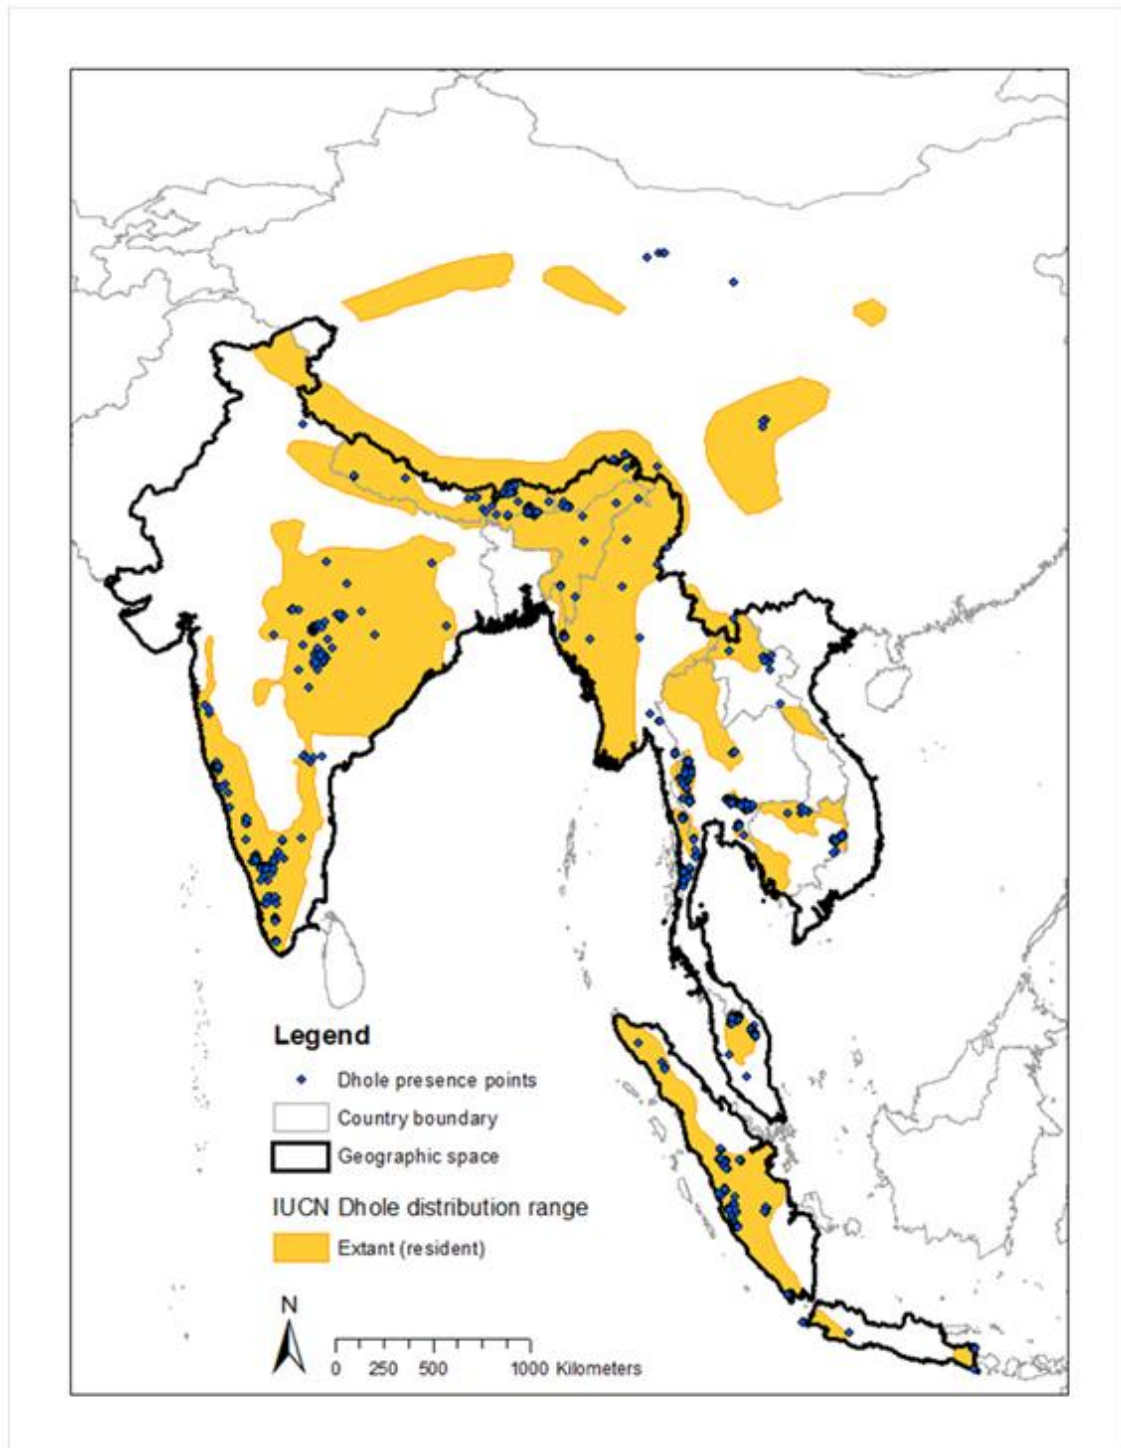 Legend
Dhole presence points
Country boundary
Geographic space
IUCN Dhole distribution range
Extant (resident)
N
0 250 500 1000 Kilometers